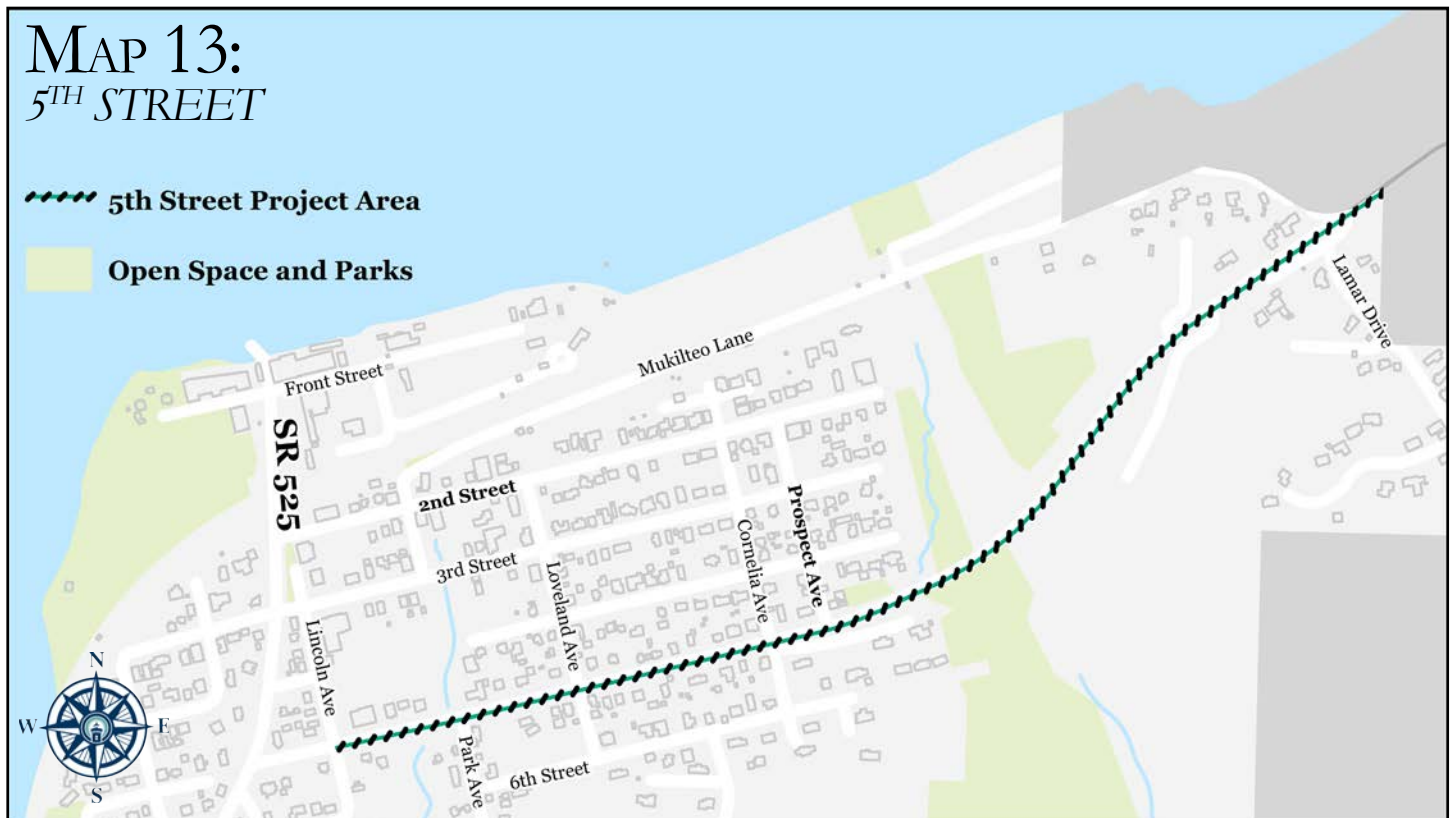 MAP 13:
5TH STREET
5th Street Project Area
Open Space and Parks
Front Street
SR 525
Mukilteo Lane
Lamar Drive
2nd Street
Prospect Ave
Cornelia Ave
3rd Street
Loveland Ave
Lincoln Ave
Park Ave
6th Street
N
W E
S